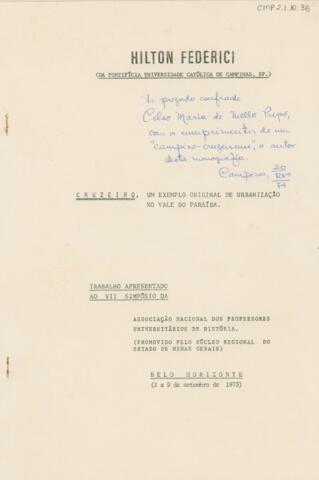 CMP2.1.10.36
HILTON FEDERICI
(DA PONTIFÍCIA UNIVERSIDADE CATÓLICA DE CAMPINAS, SP.)
Ao prezado confrade
Celso Maria de Mello Pupo,
com os cumprimentos de um
"campino-cruzeirense", o autor
desta monografia.
Campinas,
74
CRUZEIRO, UM EXEMPLO ORIGINAL DE URBANIZAÇÃO
NO VALE DO PARAÍBA.
TRABALHO APRESENTADO
AO VII SIMPÓSIO DA
ASSOCIAÇÃO NACIONAL DOS PROFESSORES
UNIVERSITÁRIOS DE HISTÓRIA.
(PROMOVIDO PELO NÚCLEO REGIONAL DO
ESTADO DE MINAS GERAIS)
BELO HORIZONTE
(2 a 9 de setembro de 1973)